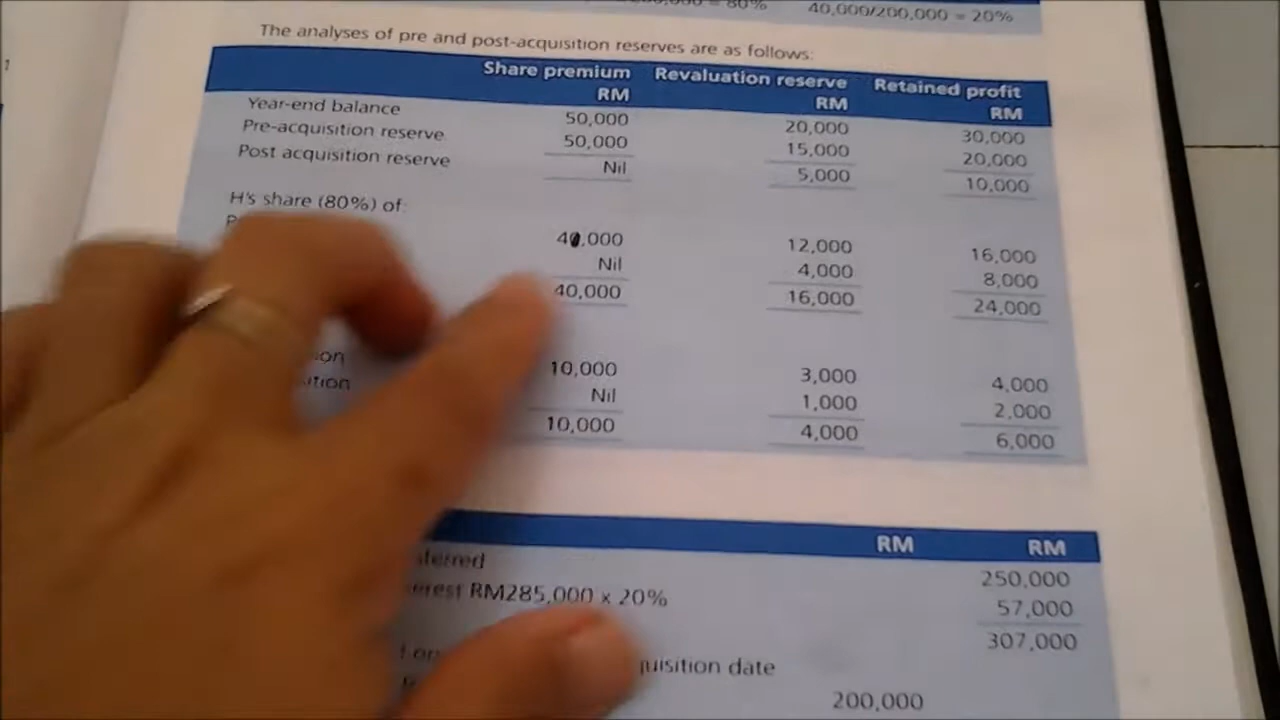 = 80% 40,000/200,000 = 20%
The analyses of pre and post-acquisition reserves are as follows:
Share premium Revaluation reserve Retained profit
RM RM RM
Year-end balance 50,000 20,000 30,000
Pre-acquisition reserve 50,000 15,000 20,000
Post acquisition reserve Nil 5,000 10,000
H's share (80%) of:
40,000 12,000 16,000
Nil 4,000 8,000
40,000 16,000 24,000
10,000 3,000 4,000
Nil 1,000 2,000
10,000 4,000 6,000
RM RM
250,000
RM285,000 x 20% 57,000
307,000
date
200,000